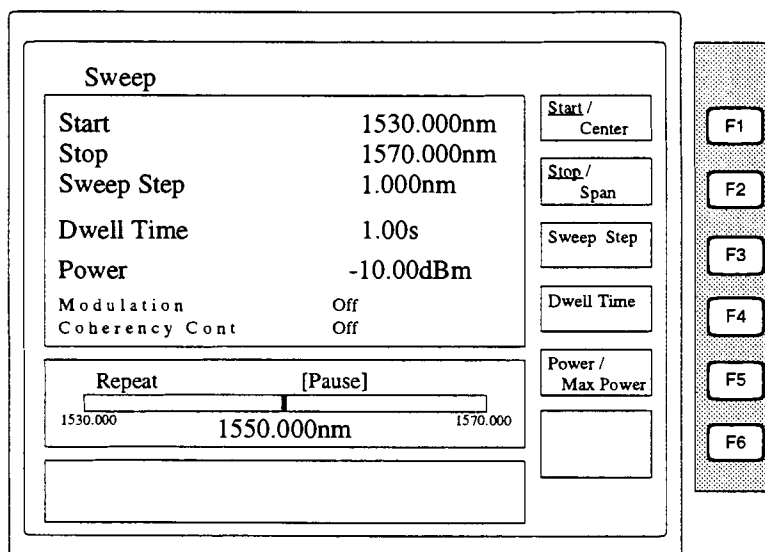 Sweep
Start 1530.000nm
Stop 1570.000nm
Sweep Step 1.000nm
Dwell Time 1.00s
Power -10.00dBm
Modulation Off
Coherency Cont Off
Repeat [Pause]
1530.000 1570.000
1550.000nm
Start /
Center
Stop /
Span
Sweep Step
Dwell Time
Power /
Max Power
F1
F2
F3
F4
F5
F6